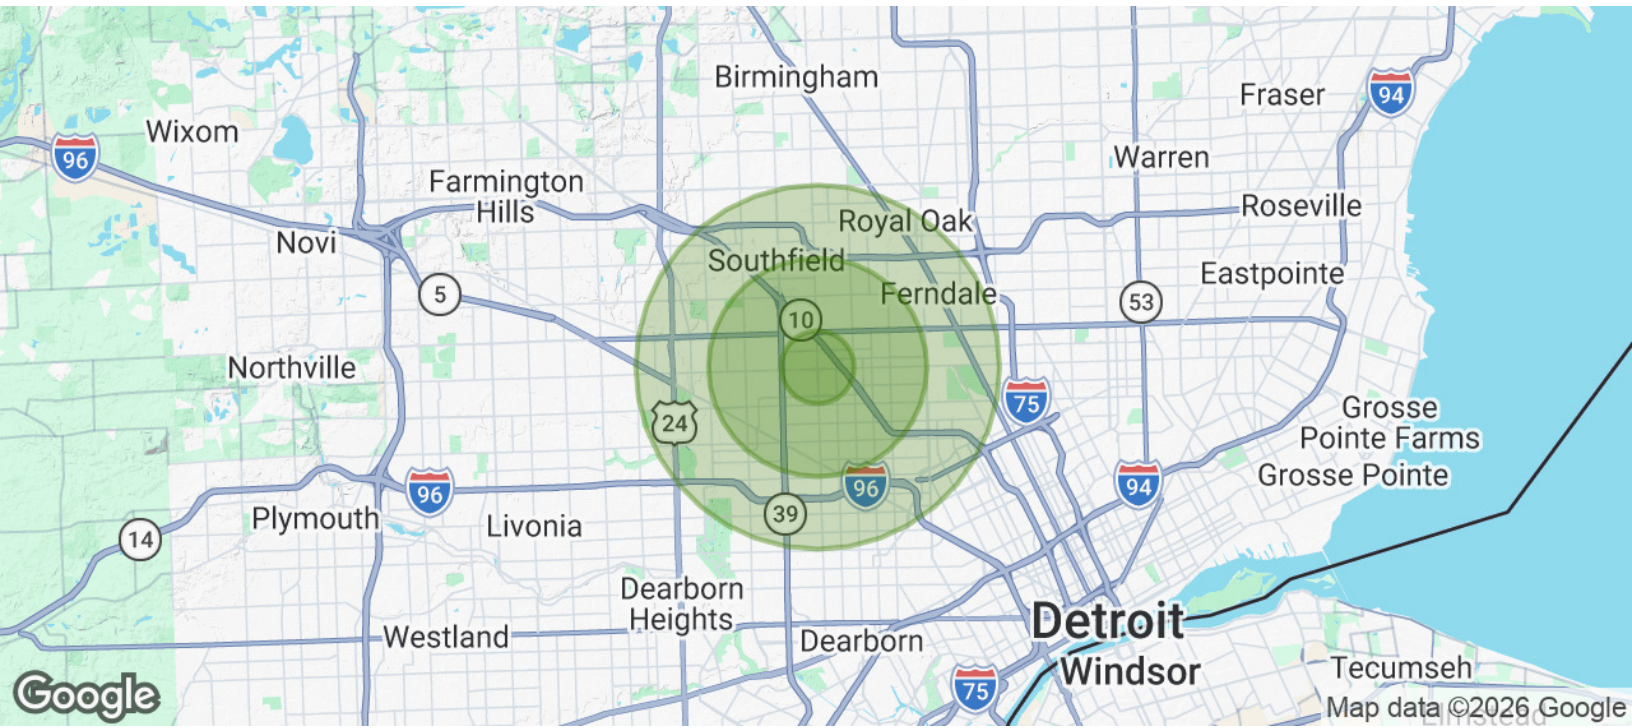 Birmingham
Fraser
94
Wixom
96
Warren
Farmington
Hills
Royal Oak
Roseville
Novi
Southfield
Eastpointe
5
Ferndale
53
10
Northville
75
24
Grosse
Pointe Farms
Grosse Pointe
96
96
94
Plymouth
Livonia
39
14
Dearborn
Heights
Detroit
Westland
Dearborn
Windsor
Tecumseh
75
Google
Map data ©2026 Google